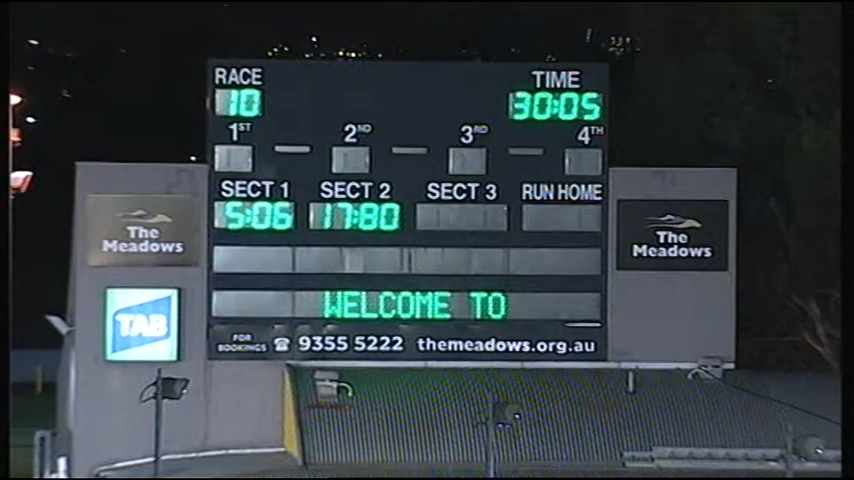 RACE TIME
10 30:05
1ST 2ND 3RD 4TH
SECT 1 SECT 2 SECT 3 RUN HOME
5:06 17:80
The
Meadows
The
Meadows
WELCOME TO
TAB
FOR
BOOKINGS ☎ 9355 5222 themeadows.org.au